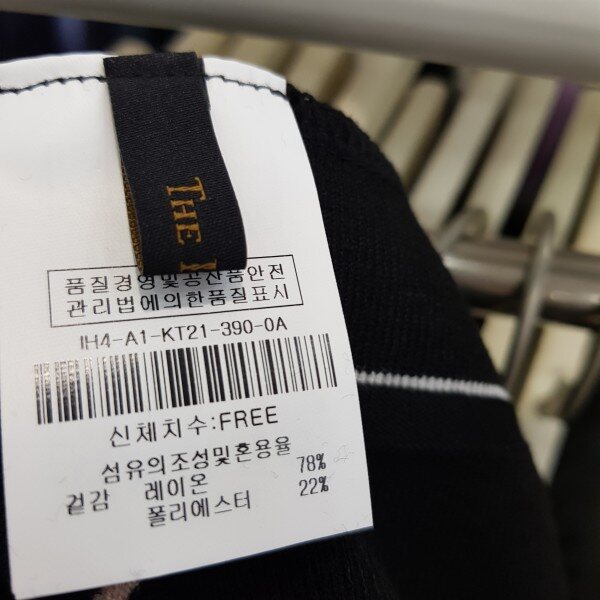 THE
품질경영및공산품안전
관리법에의한품질표시
IH4-A1-KT21-390-0A
신체치수:FREE
섬유의조성및혼용율
겉감 레이온 78%
폴리에스터 22%